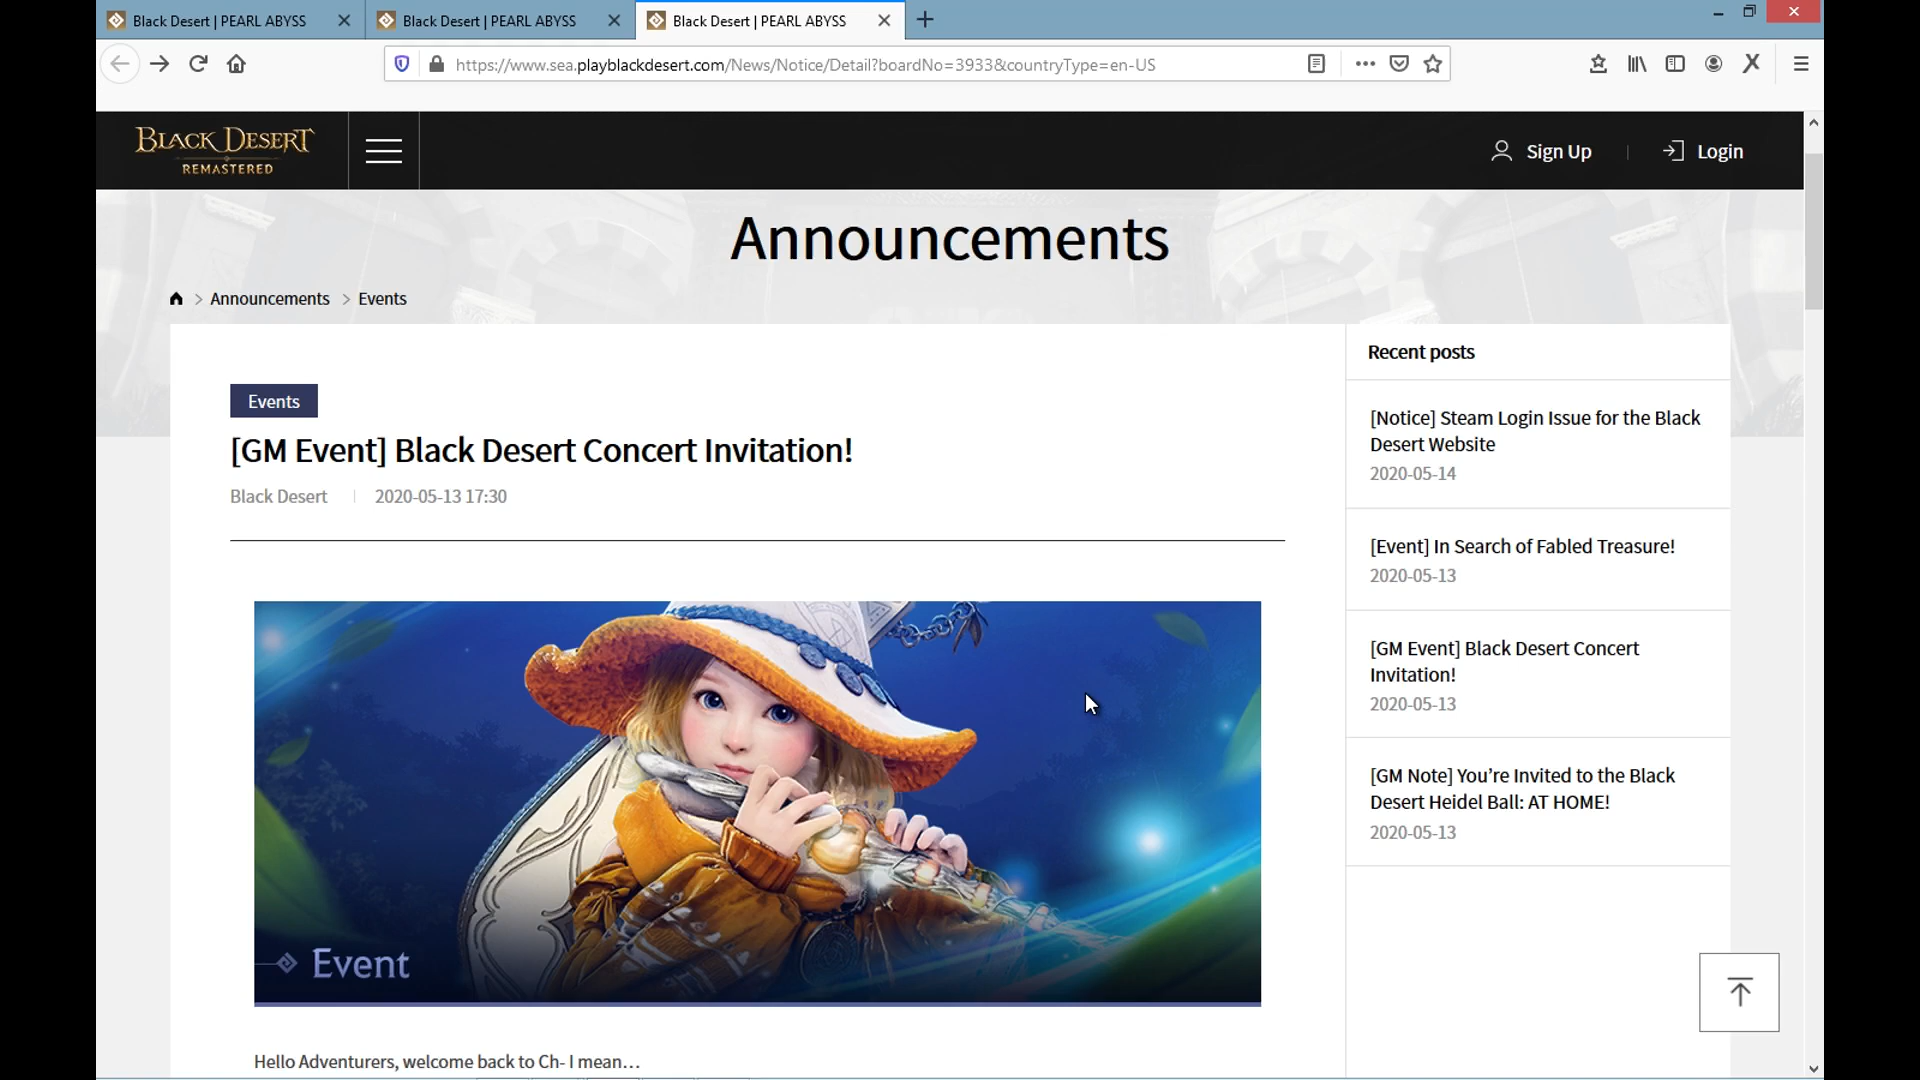 Black Desert | PEARL ABYSS
Black Desert | PEARL ABYSS
Black Desert | PEARL ABYSS
https://www.sea.playblackdesert.com/News/Notice/Detail?boardNo=3933&countryType=en-US
BLACK DESERT
REMASTERED
Sign Up
Login
Announcements
Announcements
Events
Events
[GM Event] Black Desert Concert Invitation!
Black Desert
2020-05-13 17:30
Event
Hello Adventurers, welcome back to Ch- I mean…
Recent posts
[Notice] Steam Login Issue for the Black
Desert Website
2020-05-14
[Event] In Search of Fabled Treasure!
2020-05-13
[GM Event] Black Desert Concert
Invitation!
2020-05-13
[GM Note] You’re Invited to the Black
Desert Heidel Ball: AT HOME!
2020-05-13